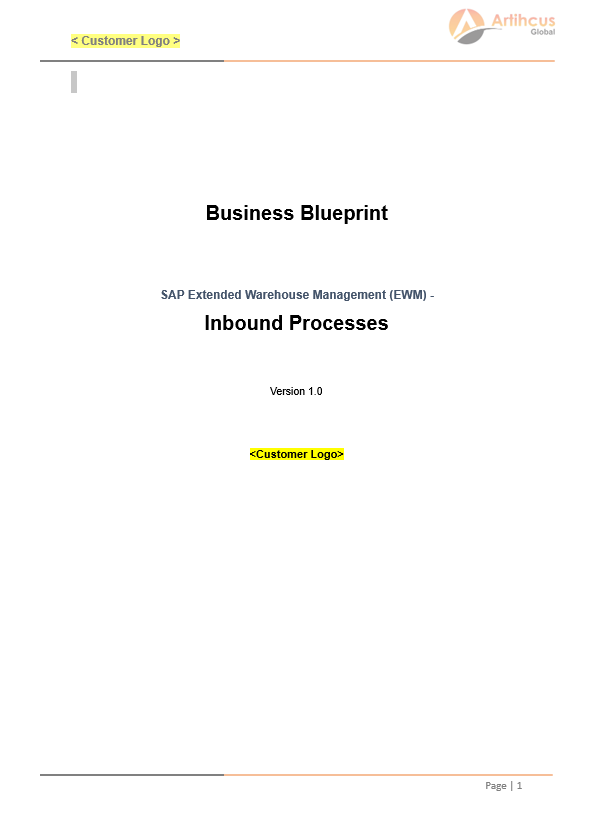 < Customer Logo >
Artihcus
Global
Business Blueprint
SAP Extended Warehouse Management (EWM) -
Inbound Processes
Version 1.0
<Customer Logo>
Page | 1